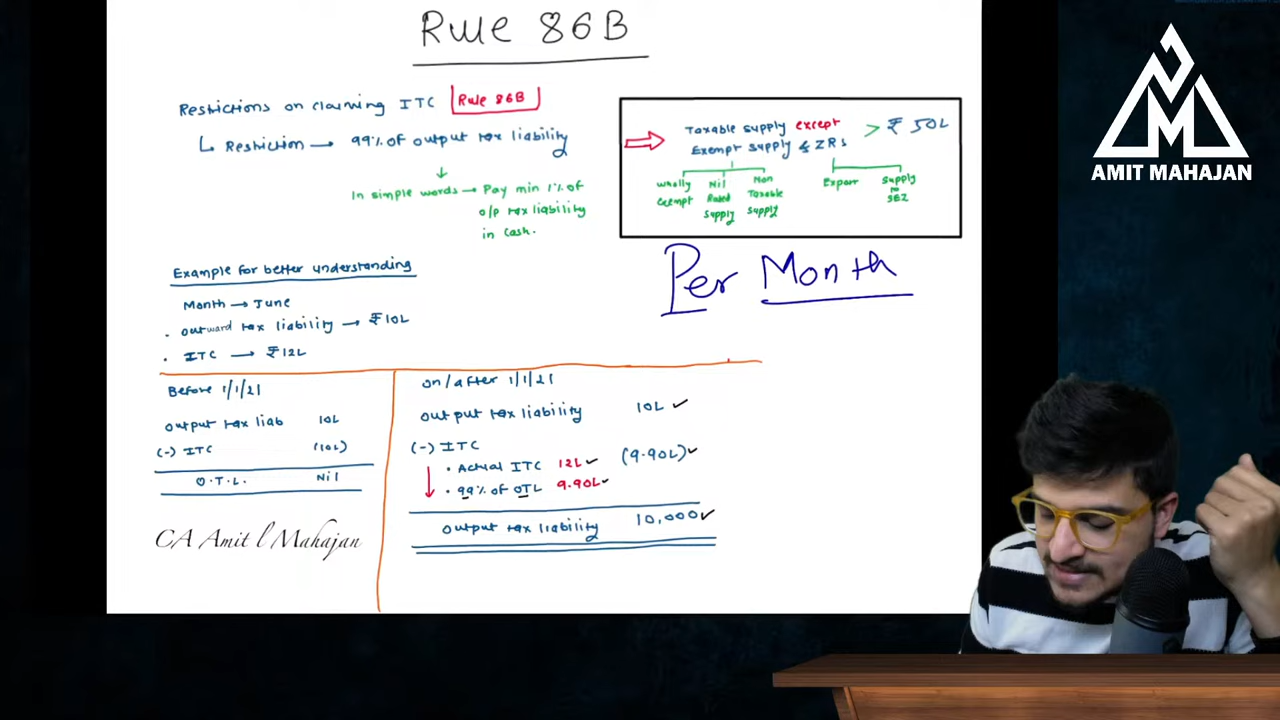 Rule 86B
Restrictions on claiming ITC Rule 86B
Restriction → 99% of output tax liability
In simple words → Pay min 1% of
o/p tax liability
in cash.
Taxable supply except
Exempt supply & ZRs
> ₹ 50L
wholly
Exempt
Nil
Rated
supply
Non
Taxable
supply
Export
Supply
to
SEZ
Per Month
Example for better understanding
Month → June
. outward tax liability → ₹10L
. ITC → ₹12L
Before 1/1/21
output tax liab 10L
(-) ITC (10L)
O.T.L. Nil
CA Amit l Mahajan
on/after 1/1/21
output tax liability 10L ✓
(-) ITC
• Actual ITC 12L ✓ (9.90L) ✓
• 99% of OTL 9.90L ✓
output tax liability 10,000 ✓
AMIT MAHAJAN